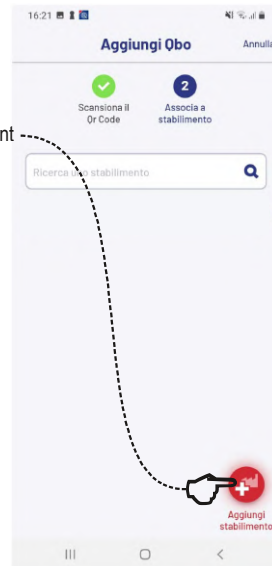 16:21
Aggiungi Qbo Annulla
2
Scansiona il Qr Code
Associa a stabilimento
nt
Ricerca uno stabilimento
Aggiungi
stabilimento